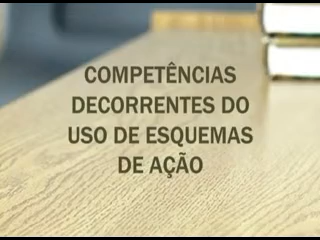 COMPETÊNCIAS
DECORRENTES DO
USO DE ESQUEMAS
DE AÇÃO